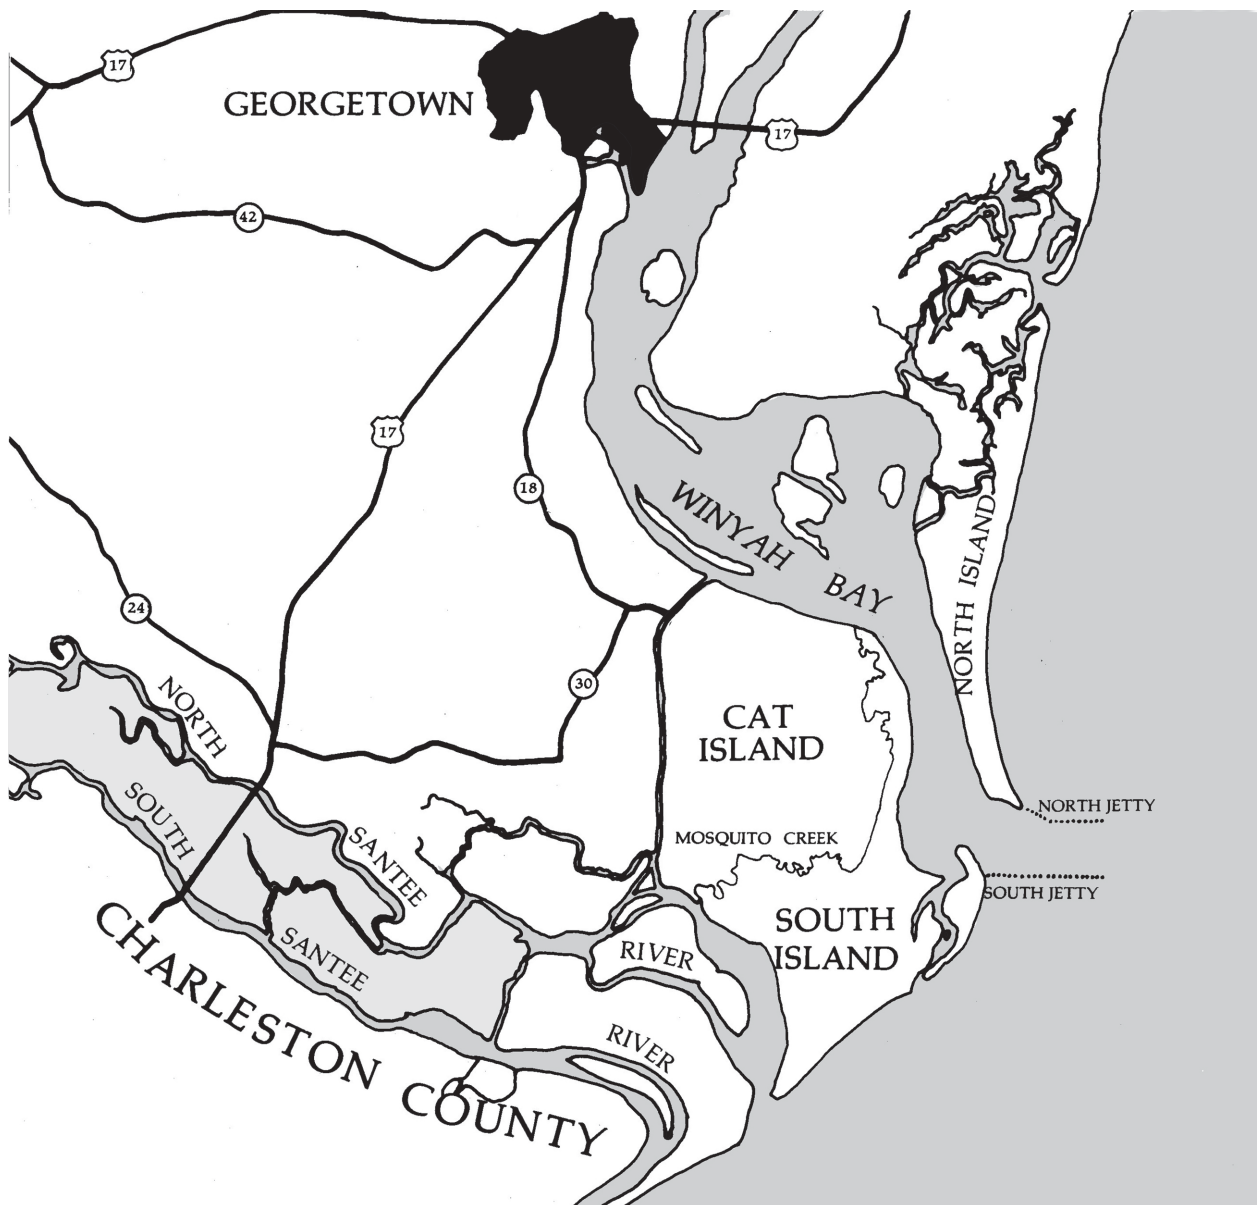 17
GEORGETOWN
17
42
17
18
WINYAH BAY
NORTH ISLAND
24
30
NORTH
CAT
ISLAND
NORTH JETTY
SOUTH
SANTEE
MOSQUITO CREEK
SOUTH JETTY
SOUTH
ISLAND
SANTEE
RIVER
RIVER
CHARLESTON COUNTY